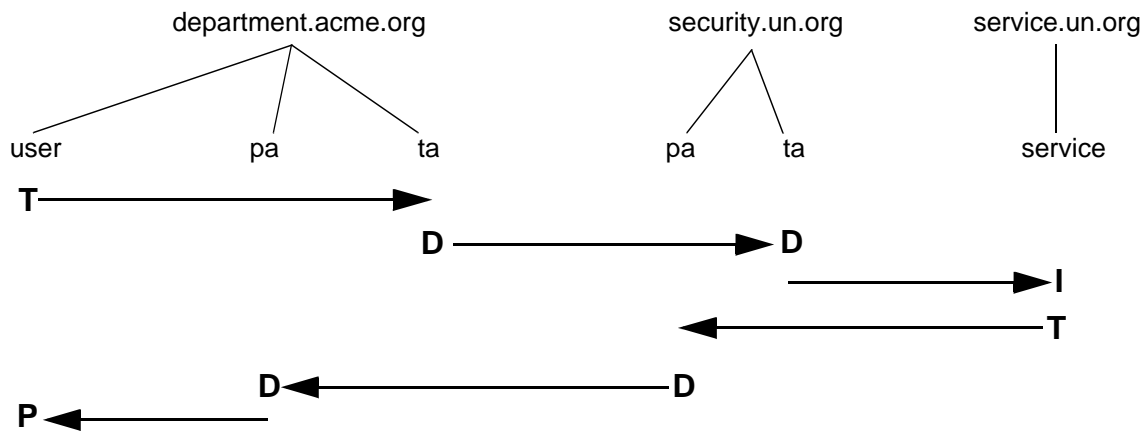 department.acme.org security.un.org service.un.org
user pa ta pa ta service
T
D D
I
T
D D
P